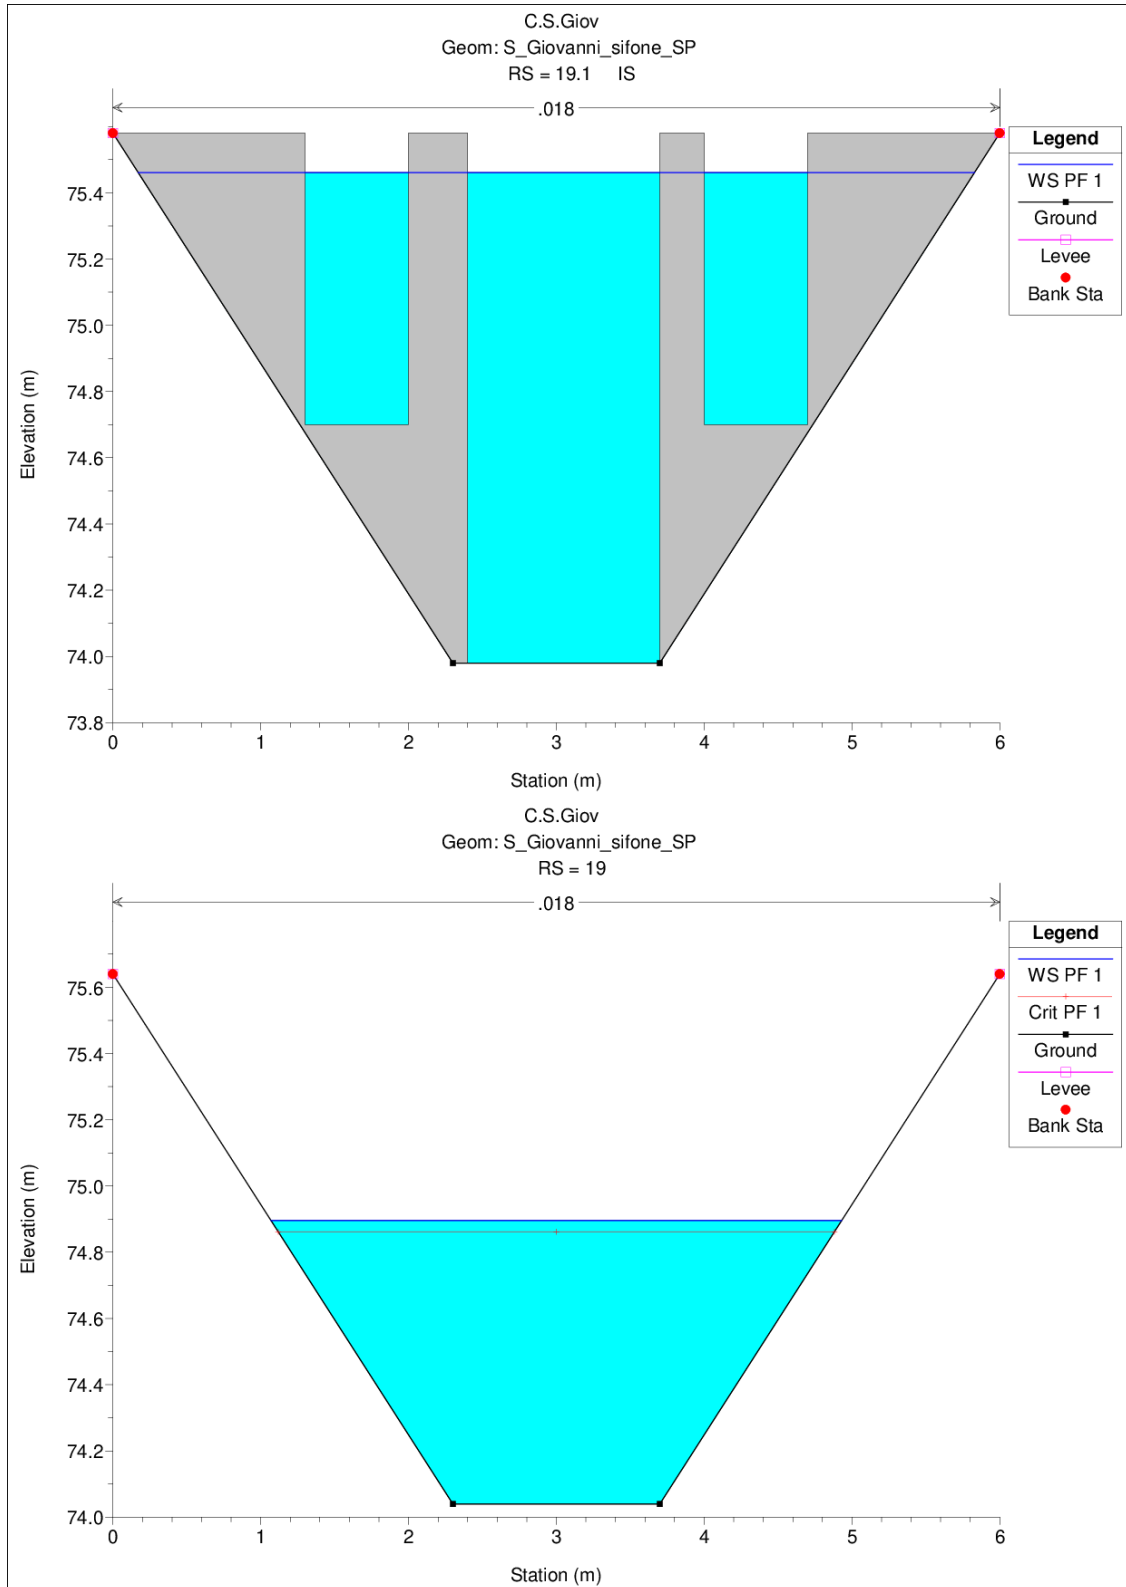 C.S.Giov
Geom: S_Giovanni_sifone_SP
RS = 19.1 IS
.018
Legend
WS PF 1
Ground
Levee
Bank Sta
75.4
75.2
75.0
74.8
74.6
74.4
74.2
74.0
73.8
Elevation (m)
0 1 2 3 4 5 6
Station (m)
C.S.Giov
Geom: S_Giovanni_sifone_SP
RS = 19
.018
Legend
WS PF 1
Crit PF 1
Ground
Levee
Bank Sta
75.6
75.4
75.2
75.0
74.8
74.6
74.4
74.2
74.0
Elevation (m)
0 1 2 3 4 5 6
Station (m)